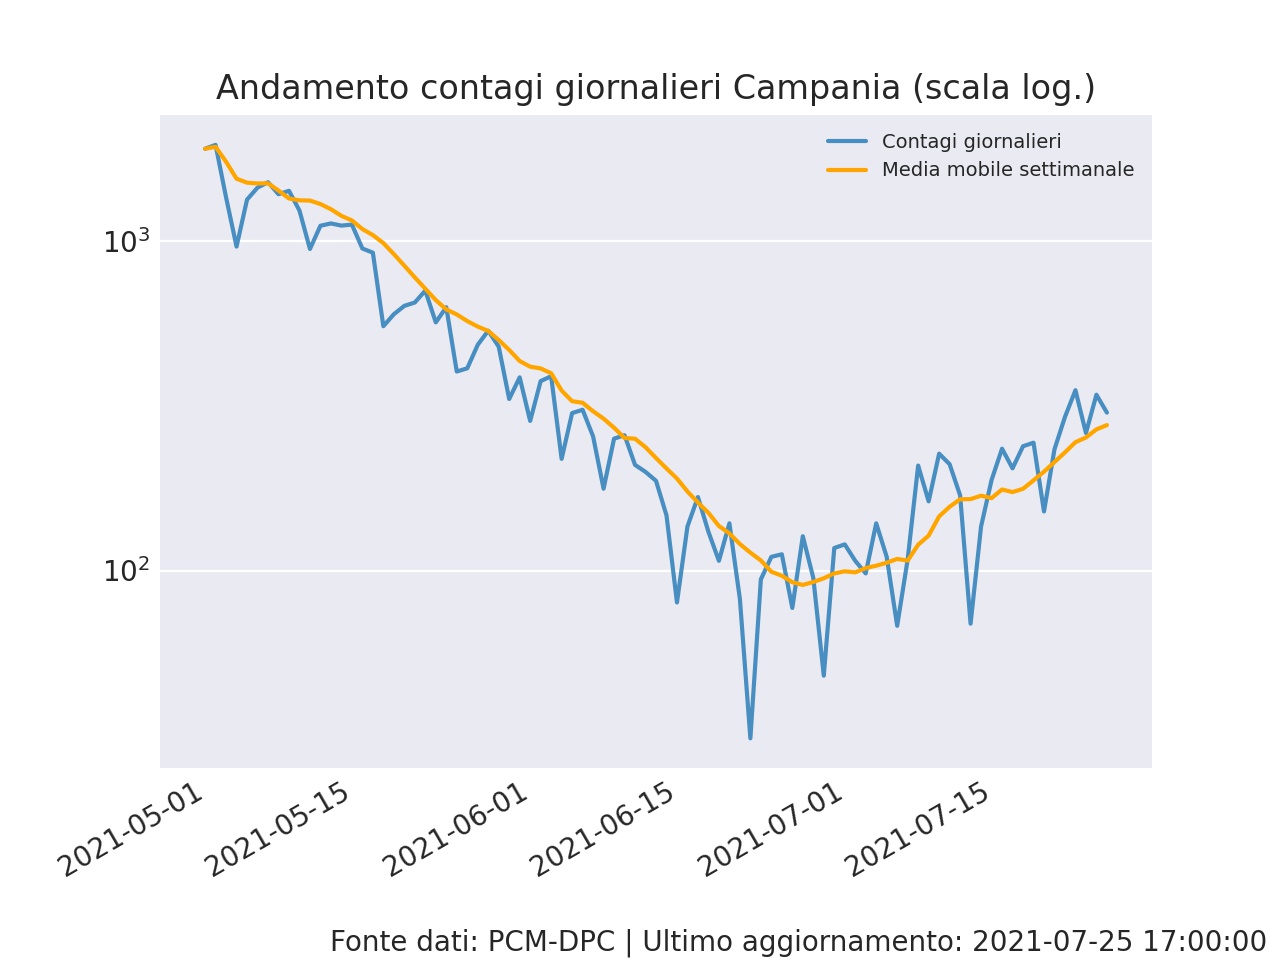 Andamento contagi giornalieri Campania (scala log.)
Contagi giornalieri
Media mobile settimanale
10³
10²
2021-05-01
2021-05-15
2021-06-01
2021-06-15
2021-07-01
2021-07-15
Fonte dati: PCM-DPC | Ultimo aggiornamento: 2021-07-25 17:00:00